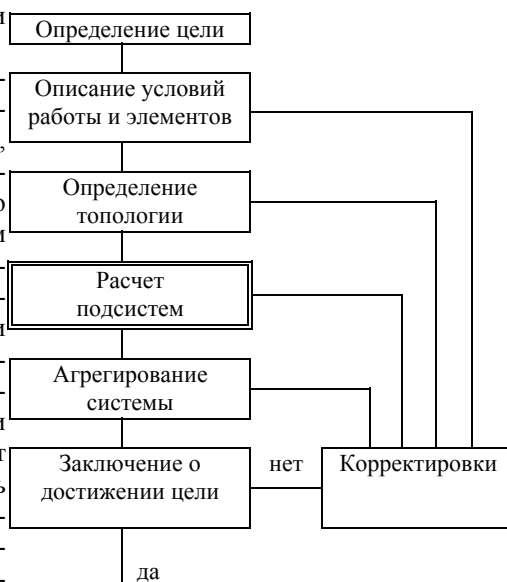 Определение цели
Описание условий
работы и элементов
Определение
топологии
Расчет
подсистем
Агрегирование
системы
Заключение о
достижении цели
нет
Корректировки
да